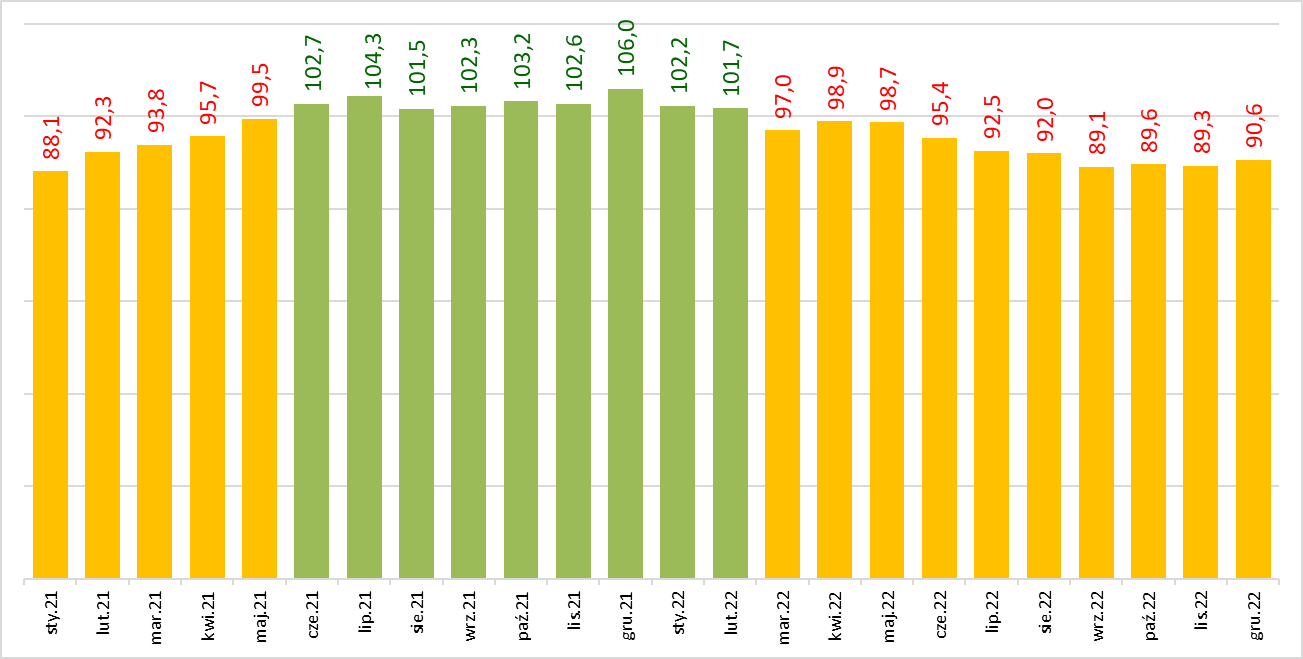 88,1
92,3
93,8
95,7
99,5
102,7
104,3
101,5
102,3
103,2
102,6
106,0
102,2
101,7
97,0
98,9
98,7
95,4
92,5
92,0
89,1
89,6
89,3
90,6
sty.21
lut.21
mar.21
kwi.21
maj.21
cze.21
lip.21
sie.21
wrz.21
paź.21
lis.21
gru.21
sty.22
lut.22
mar.22
kwi.22
maj.22
cze.22
lip.22
sie.22
wrz.22
paź.22
lis.22
gru.22